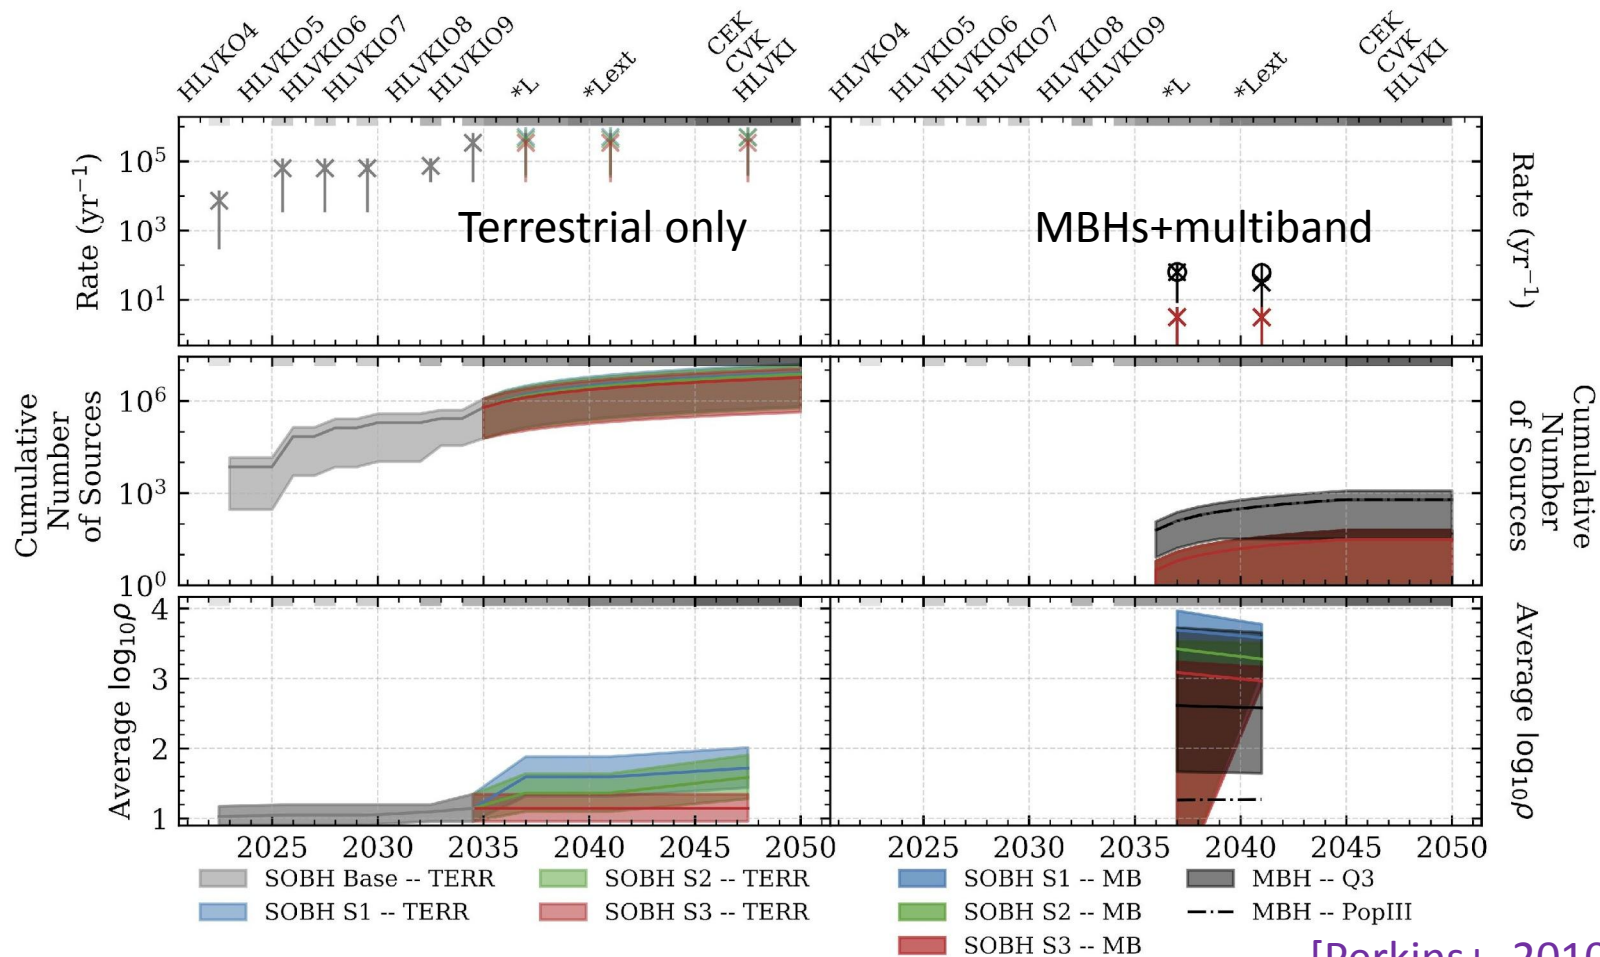 HLVKO4
HLVKIO5
HLVKIO6
HLVKIO7
HLVKIO8
HLVKIO9
*L
*Lext
CEK
CVK
HLVKI
HLVKO4
HLVKIO5
HLVKIO6
HLVKIO7
HLVKIO8
HLVKIO9
*L
*Lext
CEK
CVK
HLVKI
Rate (yr⁻¹)
10⁵
10³
10¹
Terrestrial only
MBHs+multiband
Rate (yr⁻¹)
Cumulative
Number
of Sources
10⁶
10³
10⁰
Cumulative
Number
of Sources
Average log₁₀ρ
4
3
2
1
Average log₁₀ρ
2025 2030 2035 2040 2045 2050
2025 2030 2035 2040 2045 2050
SOBH Base -- TERR
SOBH S1 -- TERR
SOBH S2 -- TERR
SOBH S3 -- TERR
SOBH S1 -- MB
SOBH S2 -- MB
SOBH S3 -- MB
MBH -- Q3
MBH -- PopIII
[Perkins+, 2010